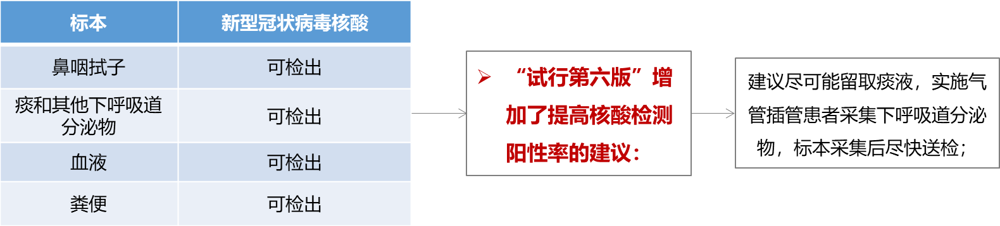 标本 新型冠状病毒核酸
鼻咽拭子 可检出
痰和其他下呼吸道
分泌物 可检出
血液 可检出
粪便 可检出
“试行第六版”增
加了提高核酸检测
阳性率的建议：
建议尽可能留取痰液，实施气
管插管患者采集下呼吸道分泌
物，标本采集后尽快送检；